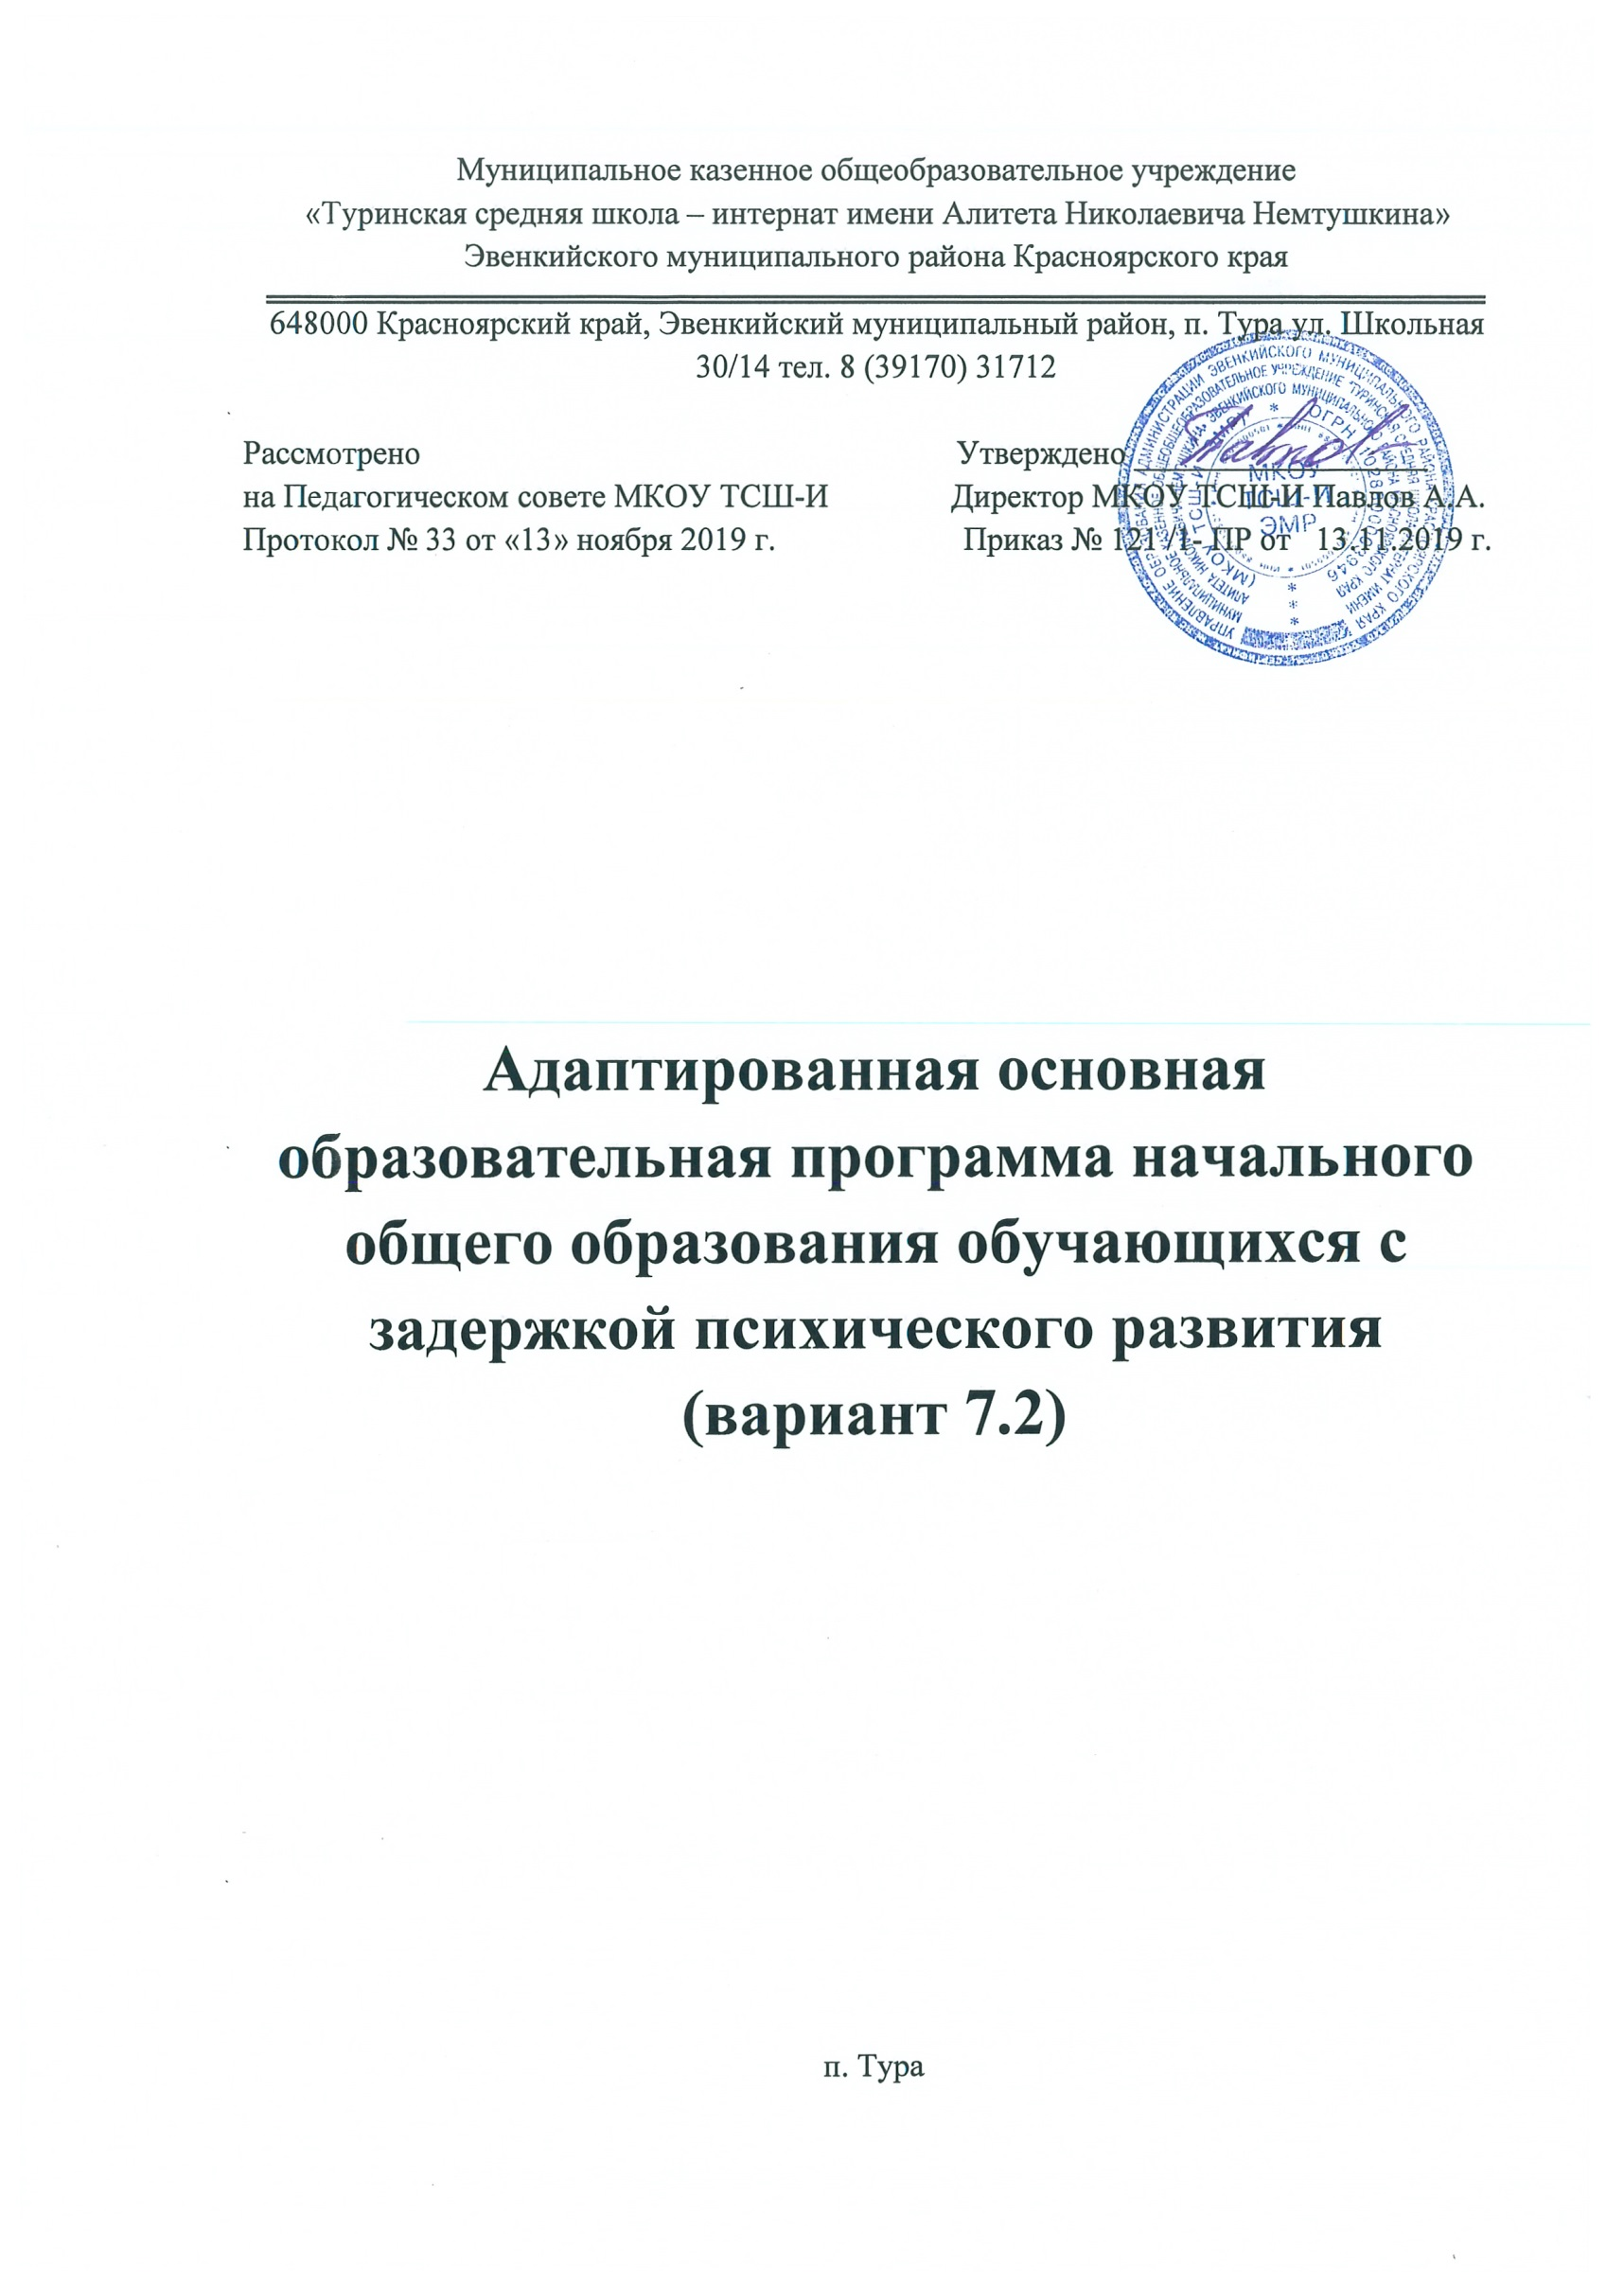 Муниципальное казенное общеобразовательное учреждение
«Туринская средняя школа – интернат имени Алитета Николаевича Немтушкина»
Эвенкийского муниципального района Красноярского края
648000 Красноярский край, Эвенкийский муниципальный район, п. Тура ул. Школьная
30/14 тел. 8 (39170) 31712
Рассмотрено
на Педагогическом совете МКОУ ТСШ-И
Протокол № 33 от «13» ноября 2019 г.
Утверждено
Директор МКОУ ТСШ-И Павлов А.А.
Приказ № 121 /1- ПР от 13.11.2019 г.
МКОУ
ТСШ-И
ЭМР
Адаптированная основная
образовательная программа начального
общего образования обучающихся с
задержкой психического развития
(вариант 7.2)
п. Тура